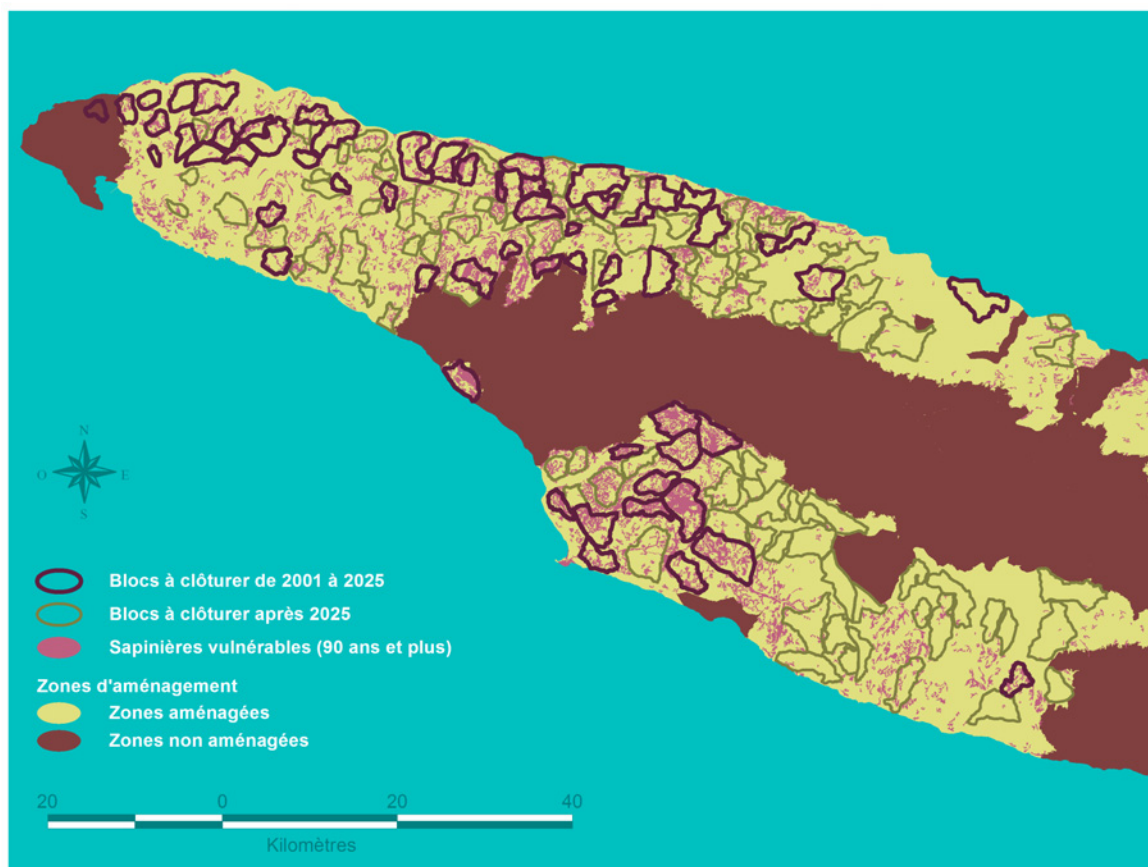 N
O E
S
Blocs à clôturer de 2001 à 2025
Blocs à clôturer après 2025
Sapinières vulnérables (90 ans et plus)
Zones d'aménagement
Zones aménagées
Zones non aménagées
20 0 20 40
Kilomètres